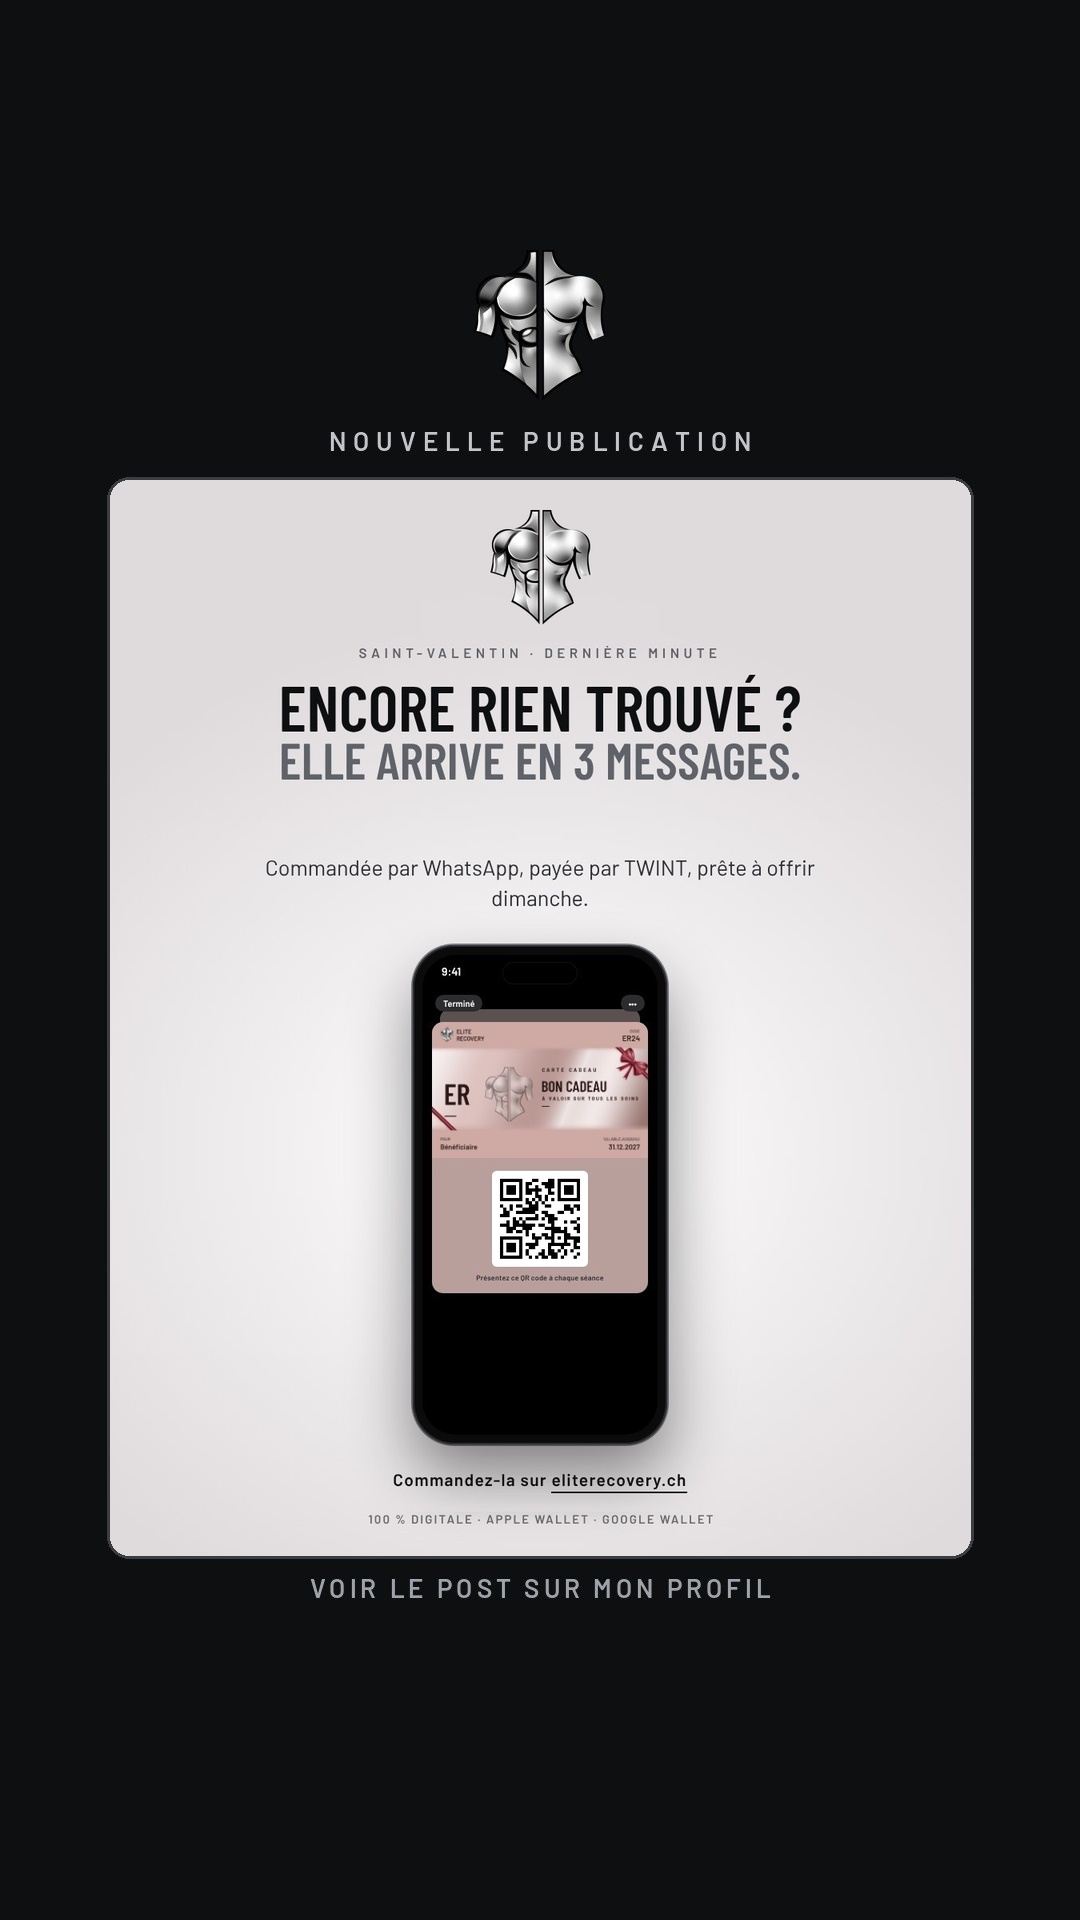 NOUVELLE PUBLICATION
SAINT-VALENTIN · DERNIÈRE MINUTE
ENCORE RIEN TROUVÉ ?
ELLE ARRIVE EN 3 MESSAGES.
Commandée par WhatsApp, payée par TWINT, prête à offrir
dimanche.
9:41
Terminé
ELITE
RECOVERY
ER24
CARTE CADEAU
ER
BON CADEAU
À VALOIR SUR TOUS LES SOINS
Bénéficiaire
31.12.2027
Présentez ce QR code à chaque séance
Commandez-la sur eliterecovery.ch
100 % DIGITALE · APPLE WALLET · GOOGLE WALLET
VOIR LE POST SUR MON PROFIL